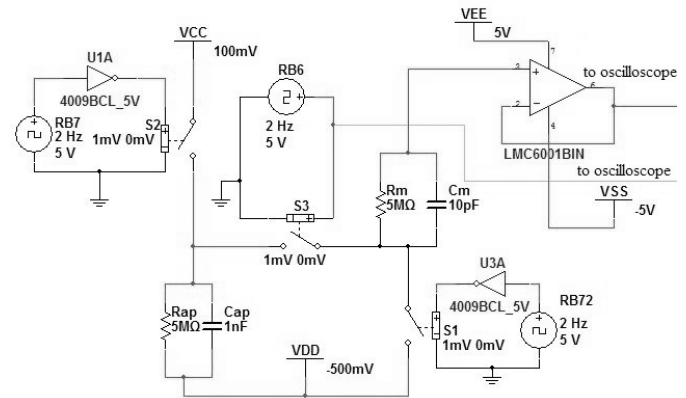 VCC
100mV
VEE
5V
U1A
4009BCL_5V
RB7
2 Hz
5 V
S2
1mV 0mV
RB6
2
2 Hz
5 V
7
3
+
2
−
6
4
LMC6001BIN
to oscilloscope
to oscilloscope
VSS
-5V
S3
1mV 0mV
Rm
5MΩ
Cm
10pF
U3A
4009BCL_5V
RB72
2 Hz
5 V
S1
1mV 0mV
Rap
5MΩ
Cap
1nF
VDD
-500mV